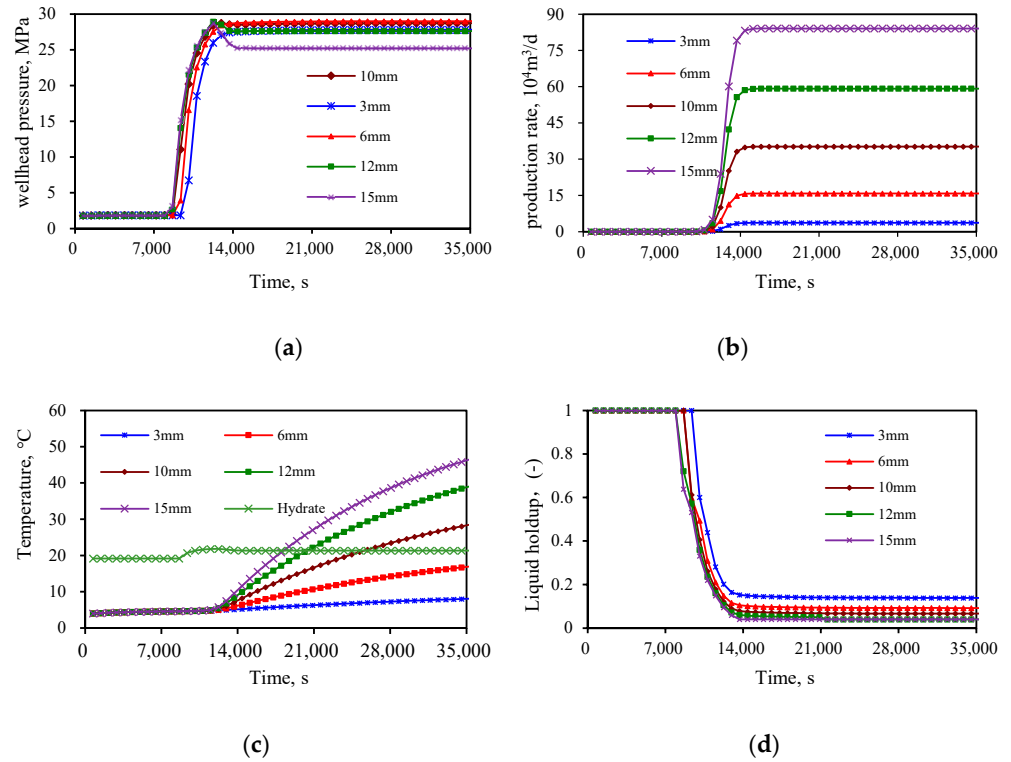 wellhead pressure, MPa
30
25
20
15
10
5
0
0
7,000
14,000
21,000
28,000
35,000
Time, s
10mm
3mm
6mm
12mm
15mm
(a)
production rate, 10⁴m³/d
90
75
60
45
30
15
0
0
7,000
14,000
21,000
28,000
35,000
Time, s
3mm
6mm
10mm
12mm
15mm
(b)
Temperature, °C
60
50
40
30
20
10
0
0
7,000
14,000
21,000
28,000
35,000
Time, s
3mm
6mm
10mm
12mm
15mm
Hydrate
(c)
Liquid holdup, (-)
1
0.8
0.6
0.4
0.2
0
0
7,000
14,000
21,000
28,000
35,000
Time, s
3mm
6mm
10mm
12mm
15mm
(d)